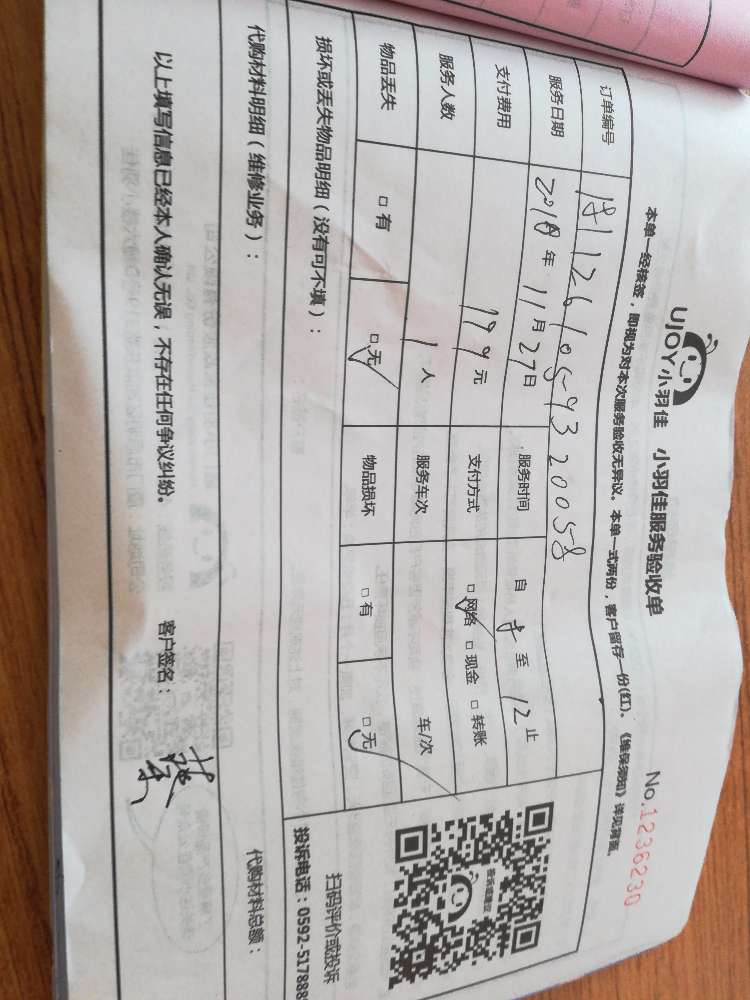 UJOY小羽佳 小羽佳服务验收单 No.1236230
本单一经核签，即视为对本次服务验收无异议。本单一式两份，客户留存一份(红)。《维保须知》详见背面。
订单编号 181126105932058
服务日期 2018年11月27日 服务时间 自 至12止
支付费用 199元 支付方式 □网络 □现金 □转账
服务人数 1人 服务车次 车/次
物品丢失 □有 □无 物品损坏 □有 □无
损坏或丢失物品明细（没有可不填）：
代购材料明细（维修业务）：
代购材料总额：
以上填写信息已经本人确认无误，不存在任何争议纠纷。 客户签名：
扫码评价或投诉
投诉电话：0592-517888